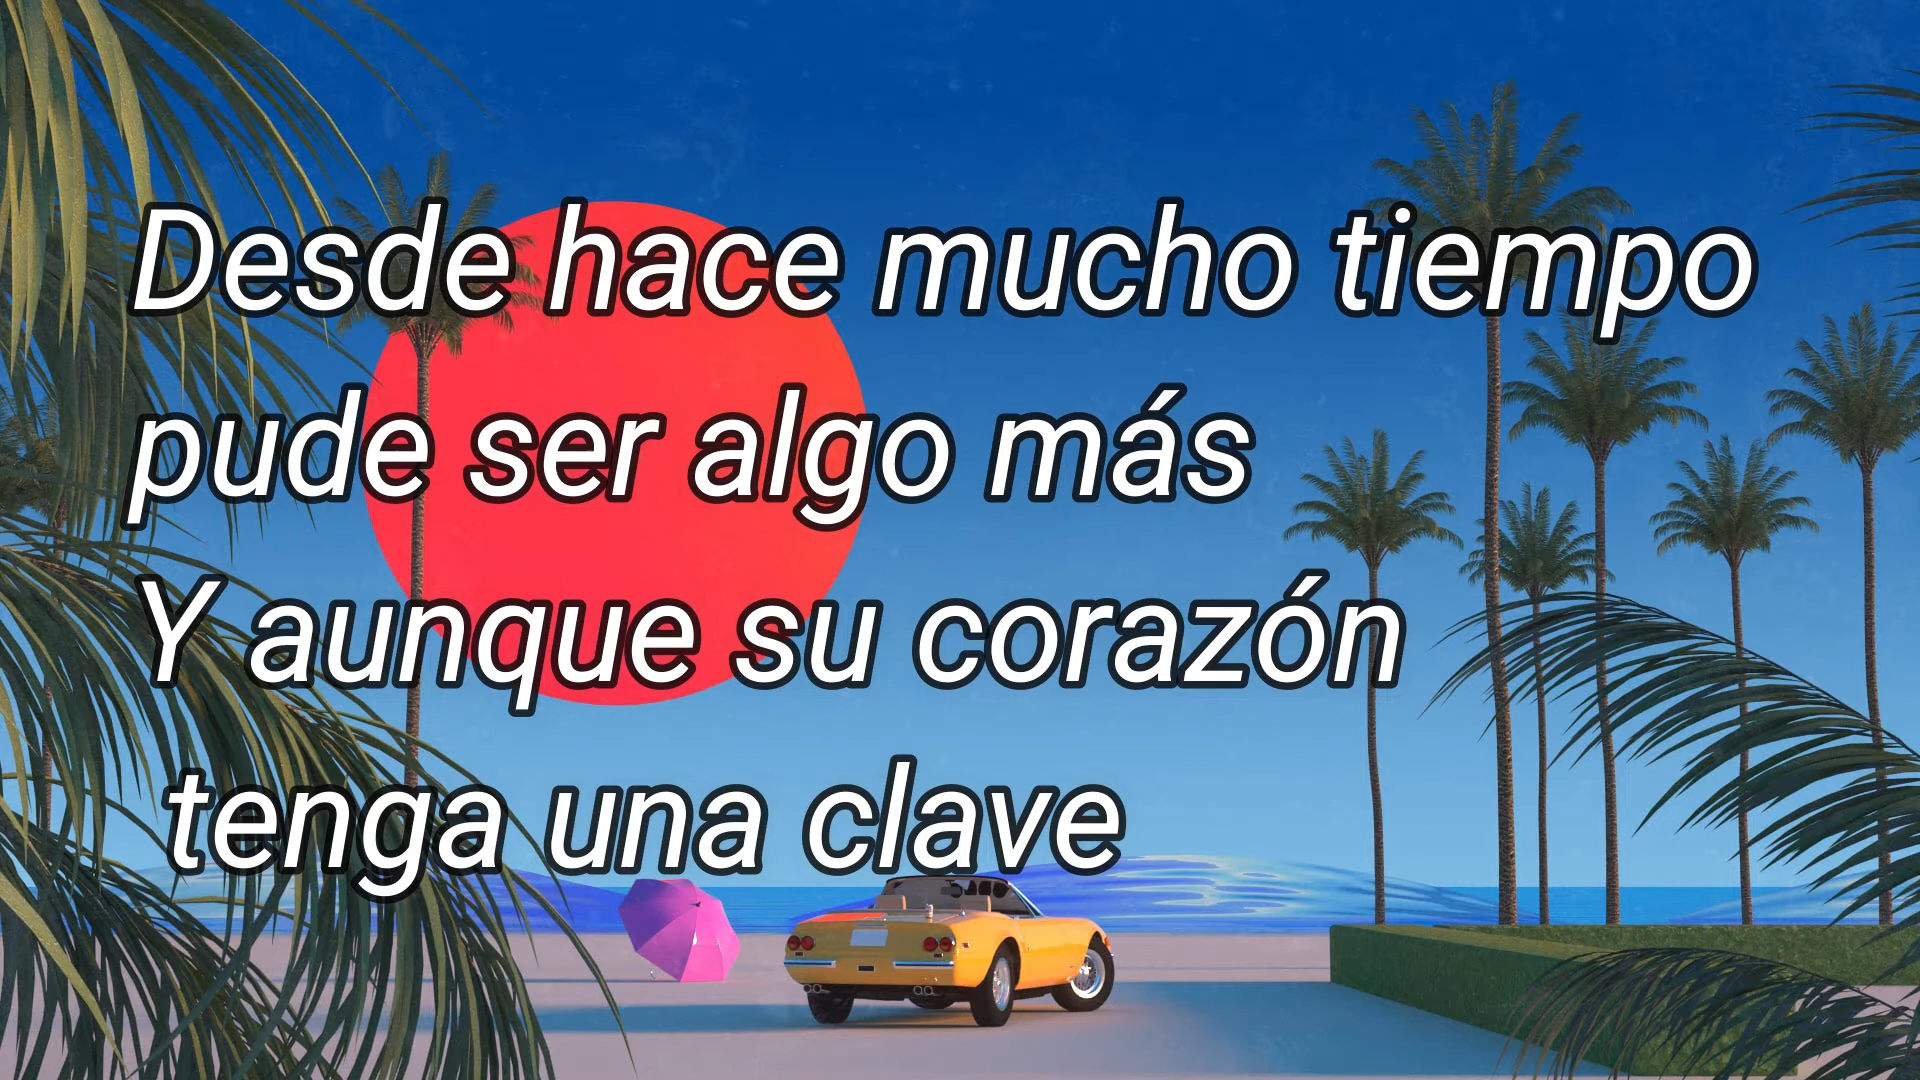 Desde hace mucho tiempo
pude ser algo más
Y aunque su corazón
tenga una clave